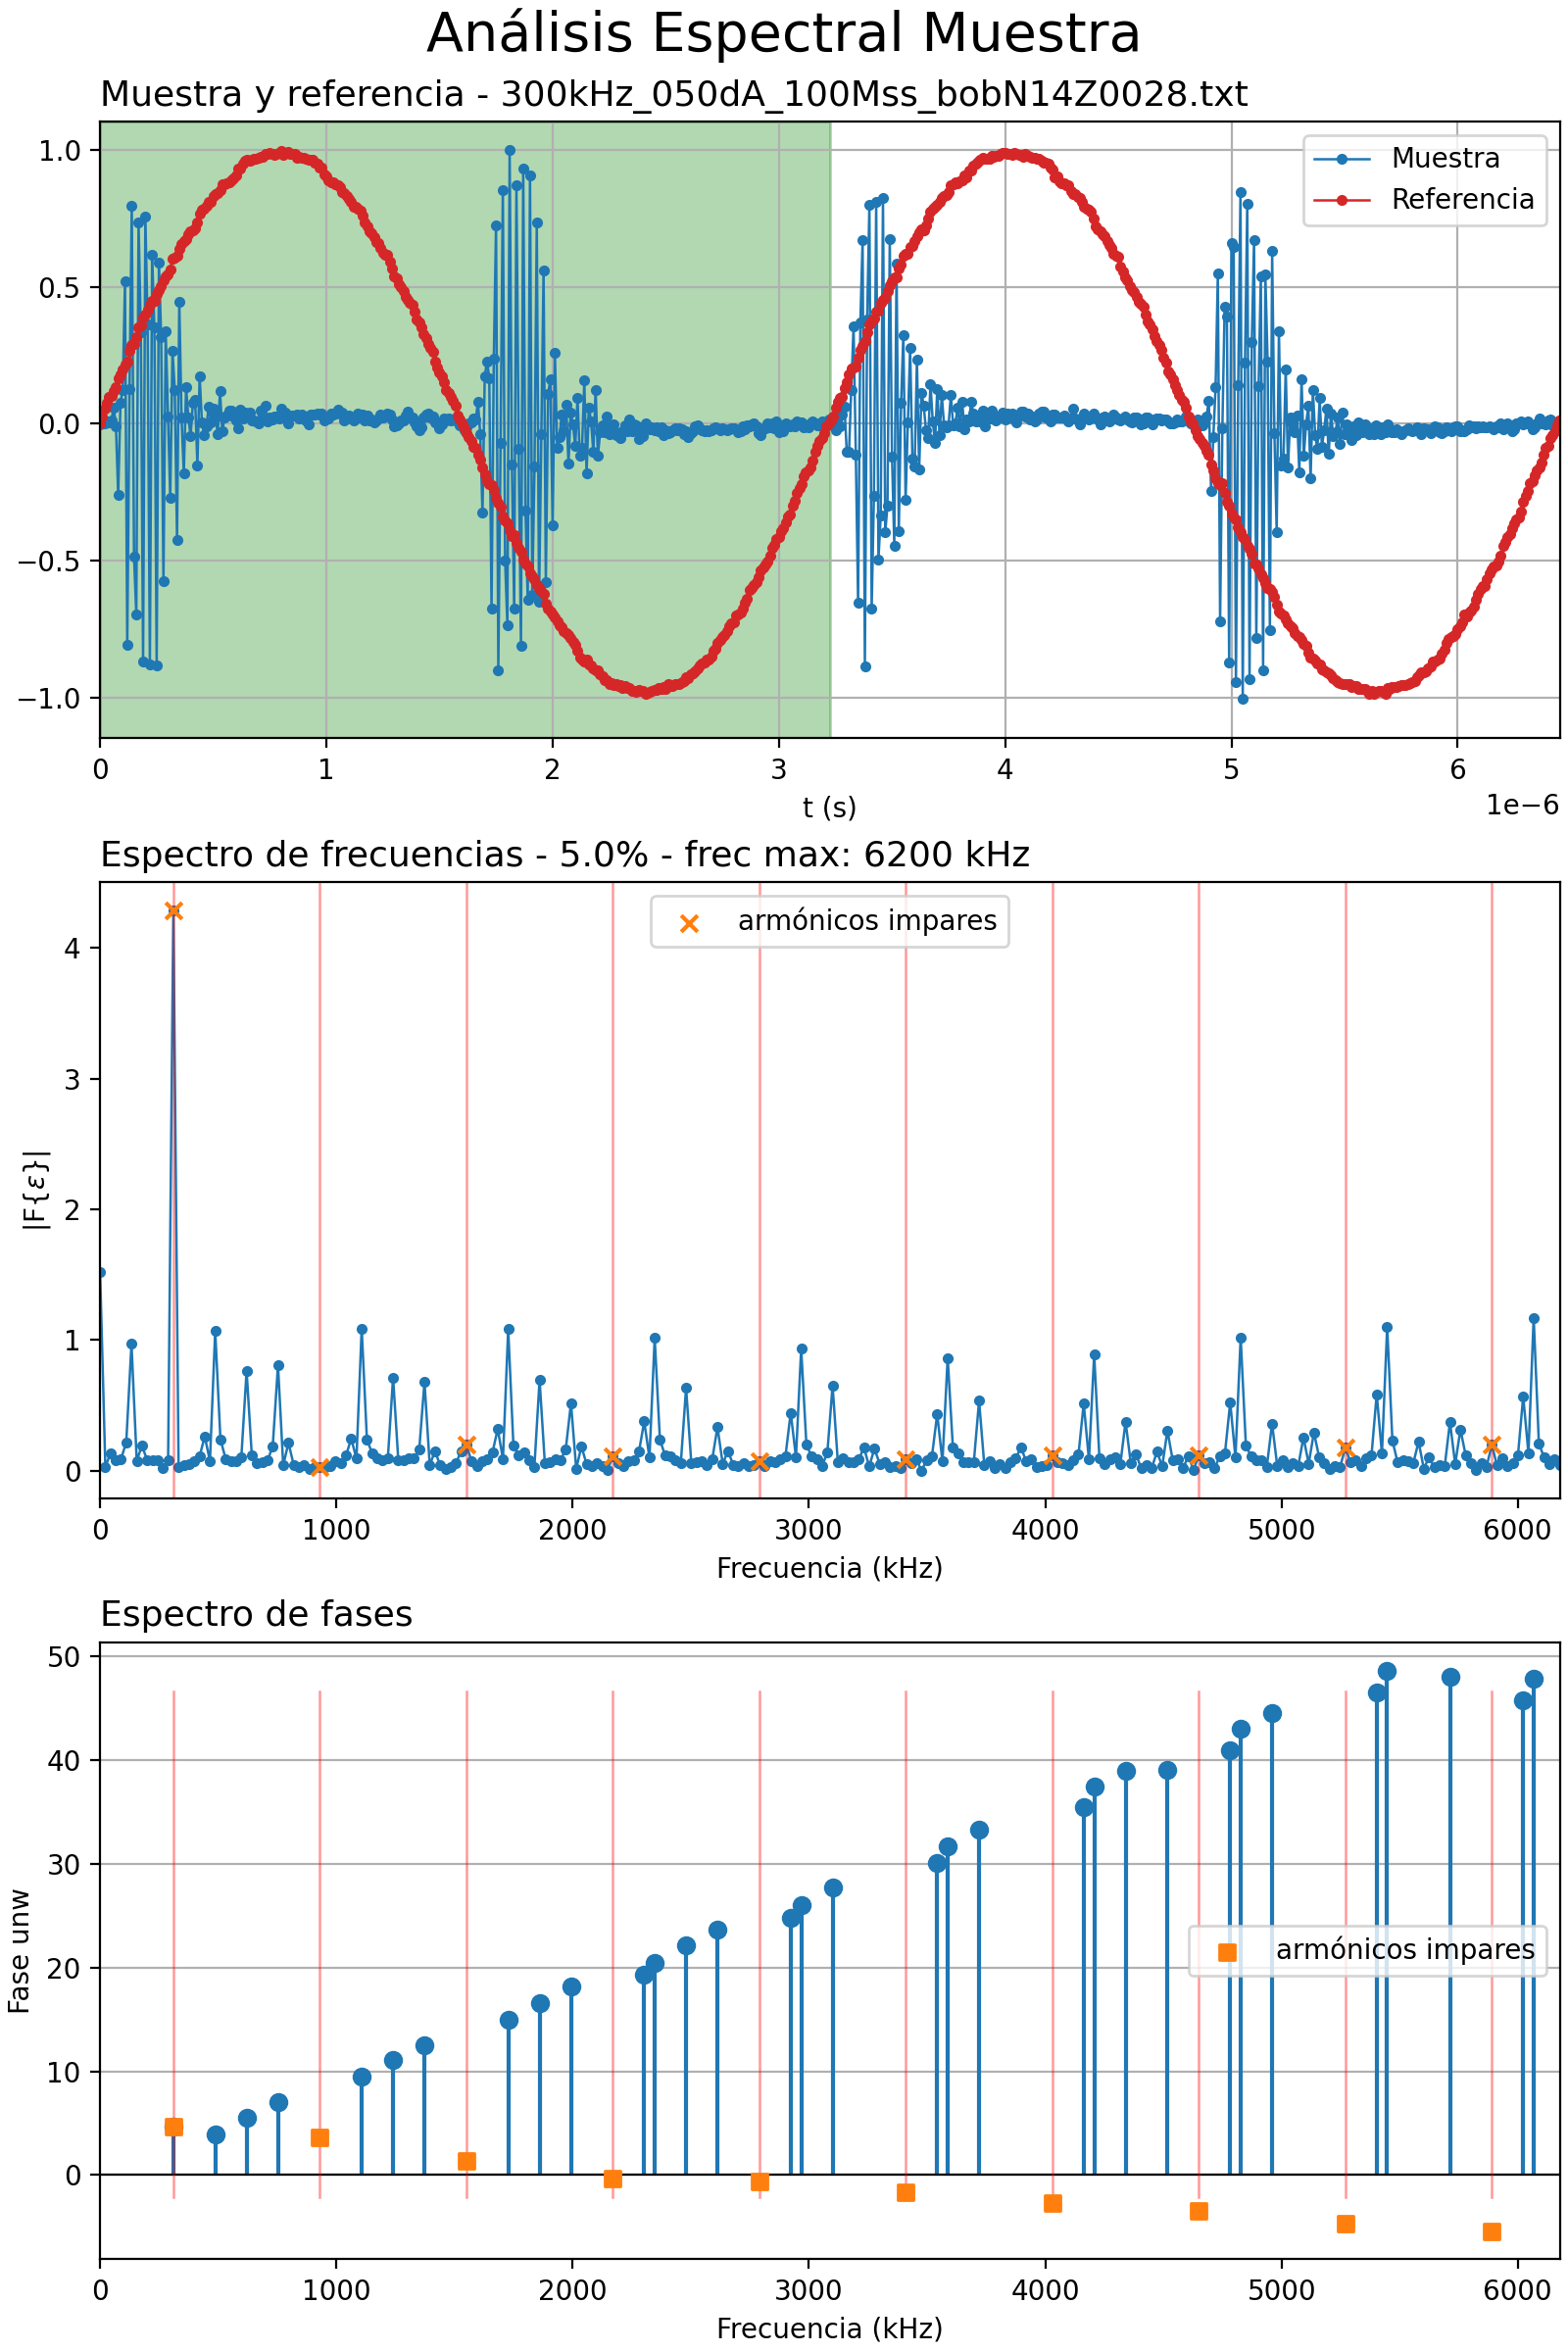 Análisis Espectral Muestra
Muestra y referencia - 300kHz_050dA_100Mss_bobN14Z0028.txt
1.0
0.5
0.0
−0.5
−1.0
Muestra
Referencia
0 1 2 3 4 5 6
t (s)
1e−6
Espectro de frecuencias - 5.0% - frec max: 6200 kHz
armónicos impares
4
3
2
1
0
|F{ε}|
0 1000 2000 3000 4000 5000 6000
Frecuencia (kHz)
Espectro de fases
50
40
30
20
10
0
Fase unw
armónicos impares
0 1000 2000 3000 4000 5000 6000
Frecuencia (kHz)